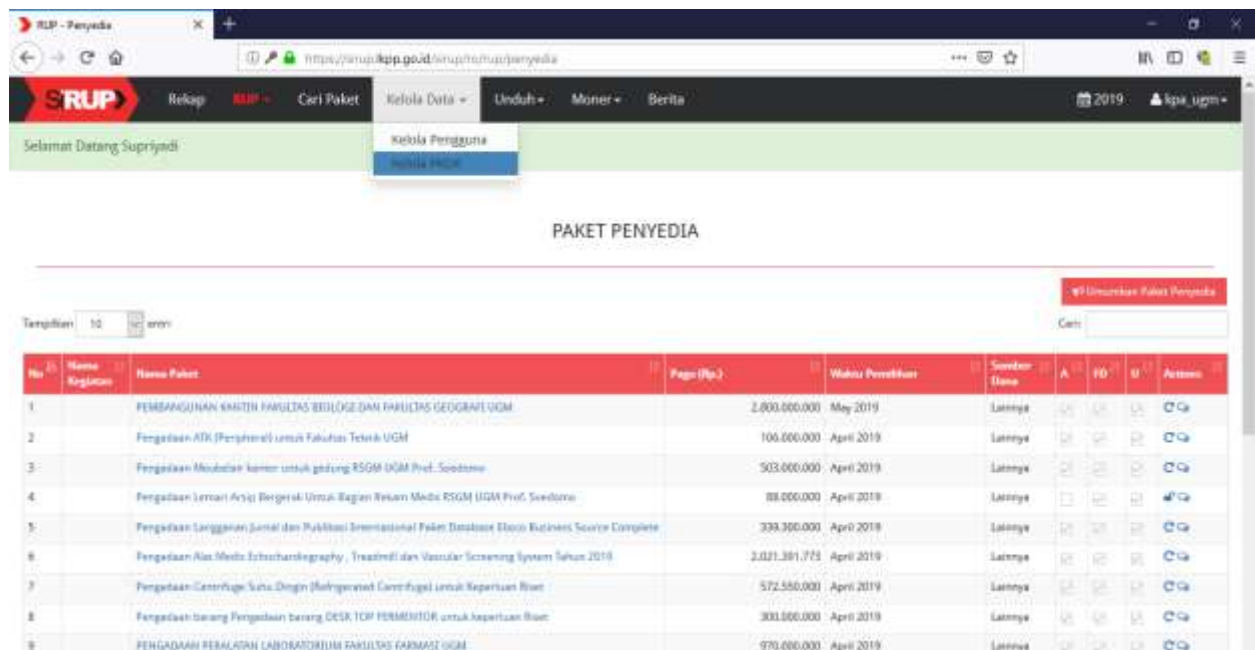 RUP - Penyedia
https://sirup.lkpp.go.id/sirup/ro/rup/penyedia
SiRUP Rekap RUP Cari Paket Kelola Data Unduh Monev Berita 2019 kpa_ugm
Selamat Datang Supriyadi
Kelola Pengguna
Kelola
PAKET PENYEDIA
Umumkan Paket Penyedia
Tampilkan 10 entri Cari:
No Nama Kegiatan Nama Paket Pagu (Rp.) Waktu Pemilihan Sumber Dana A FD U Actions
1 PEMBANGUNAN KANTIN FAKULTAS BIOLOGI DAN FAKULTAS GEOGRAFI UGM 2.800.000.000 May 2019 Lainnya
2 Pengadaan ATK (Peripheral) untuk Fakultas Teknik UGM 106.000.000 April 2019 Lainnya
3 Pengadaan Meubelair kantor untuk gedung RSGM UGM Prof. Soedomo 503.000.000 April 2019 Lainnya
4 Pengadaan Lemari Arsip Bergerak Untuk Bagian Rekam Medis RSGM UGM Prof. Soedomo 88.000.000 April 2019 Lainnya
5 Pengadaan Langganan Jurnal dan Publikasi Internasional Paket Database Ebsco Business Source Complete 339.300.000 April 2019 Lainnya
6 Pengadaan Alat Medis Echochardiography , Treadmill dan Vascular Screening System Tahun 2019 2.021.391.773 April 2019 Lainnya
7 Pengadaan Centrifuge Suhu Dingin (Refrigerated Centrifuge) untuk Keperluan Riset 572.550.000 April 2019 Lainnya
8 Pengadaan barang Pengadaan barang DESK TOP FERMENTOR untuk keperluan Riset 300.000.000 April 2019 Lainnya
9 PENGADAAN PERALATAN LABORATORIUM FAKULTAS FARMASI UGM 970.000.000 April 2019 Lainnya